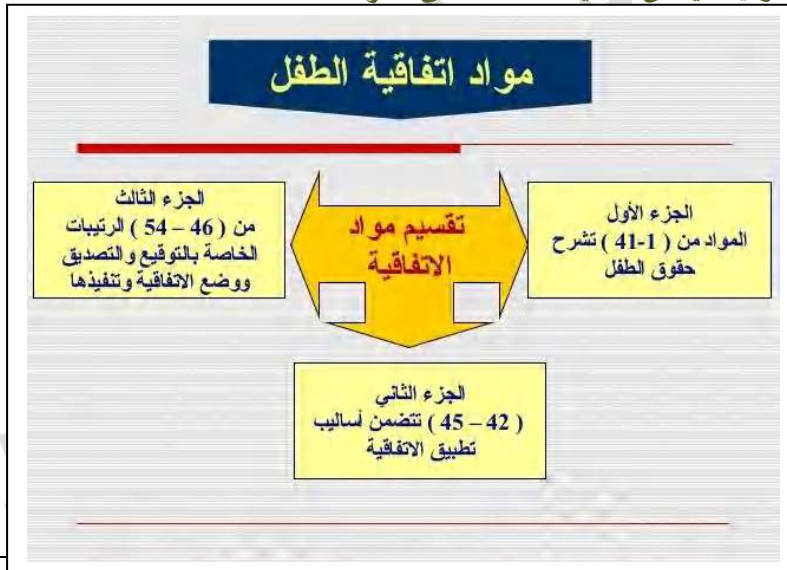 مواد اتفاقية الطفل
تقسيم مواد
الاتفاقية
الجزء الأول
المواد من ( 1-41 ) تشرح
حقوق الطفل
الجزء الثاني
( 42 – 45 ) تتضمن أساليب
تطبيق الاتفاقية
الجزء الثالث
من ( 46 – 54 ) الرتيبات
الخاصة بالتوقيع والتصديق
ووضع الاتفاقية وتنفيذها